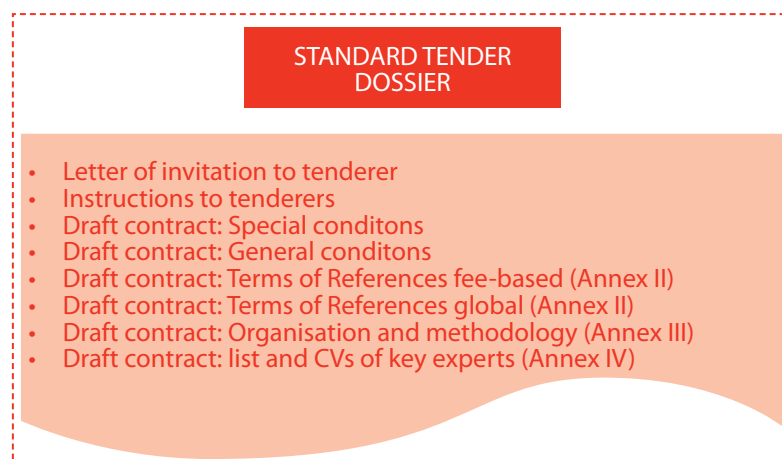 STANDARD TENDER
DOSSIER
• Letter of invitation to tenderer
• Instructions to tenderers
• Draft contract: Special conditons
• Draft contract: General conditons
• Draft contract: Terms of References fee-based (Annex II)
• Draft contract: Terms of References global (Annex II)
• Draft contract: Organisation and methodology (Annex III)
• Draft contract: list and CVs of key experts (Annex IV)